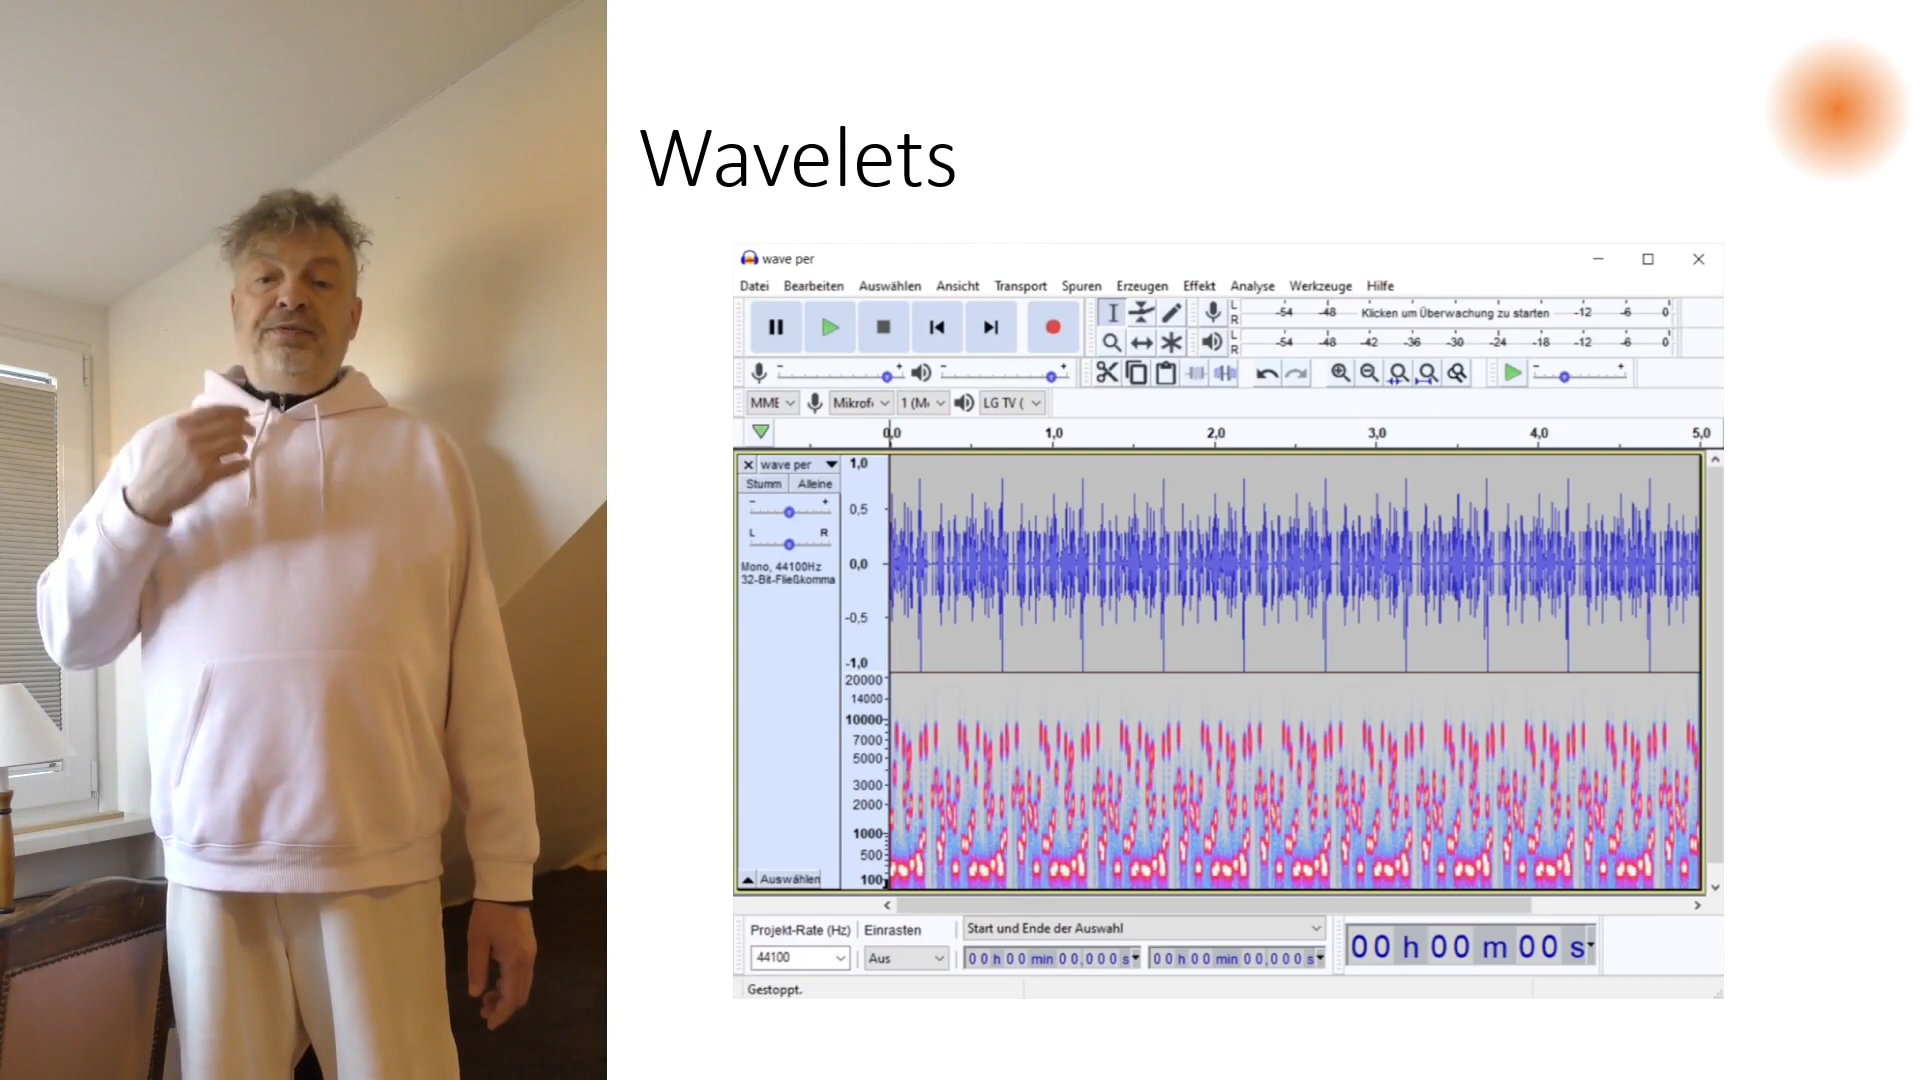 Wavelets
wave per
Datei Bearbeiten Auswählen Ansicht Transport Spuren Erzeugen Effekt Analyse Werkzeuge Hilfe
L
R
-54 -48 Klicken um Überwachung zu starten -12 -6 0
L
R
-54 -48 -42 -36 -30 -24 -18 -12 -6 0
- +
- +
- +
MME Mikrof 1 (M LG TV (
0,0 1,0 2,0 3,0 4,0 5,0
wave per
Stumm Alleine
- +
L R
Mono, 44100Hz
32-Bit-Fließkomma
Auswählen
1,0
0,5
0,0
-0,5
-1,0
20000
14000
10000
7000
5000
3000
2000
1000
500
100
Projekt-Rate (Hz) Einrasten Start und Ende der Auswahl
44100 Aus 00 h 00 min 00,000 s 00 h 00 min 00,000 s
00 h 00 m 00 s
Gestoppt.